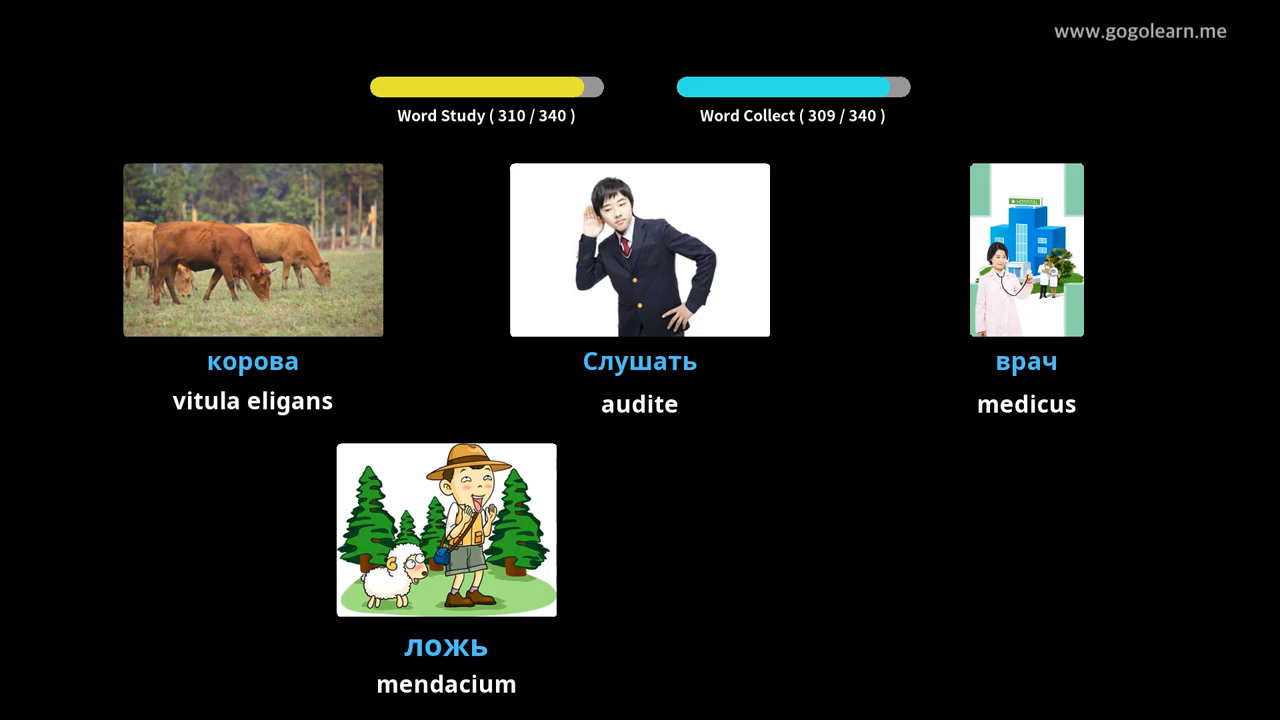 www.gogolearn.me
Word Study ( 310 / 340 )
Word Collect ( 309 / 340 )
HOSPITAL
корова
Слушать
врач
vitula eligans
audite
medicus
ложь
mendacium